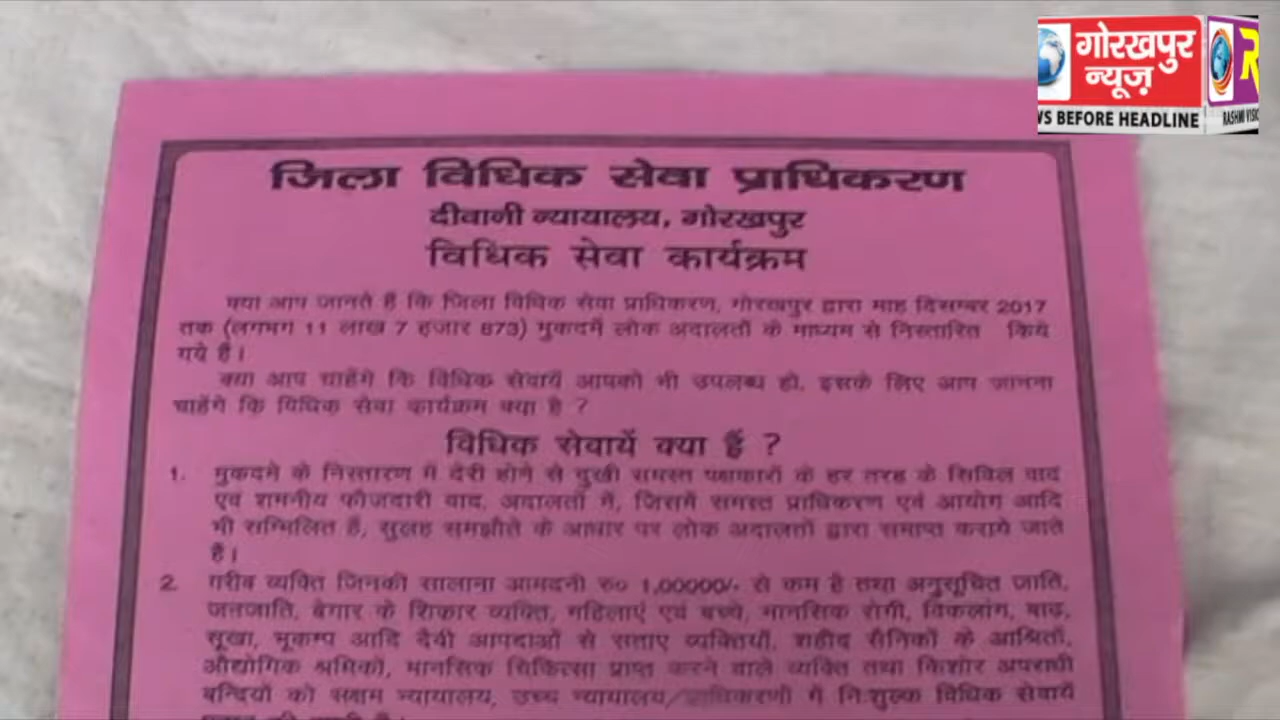 गोरखपुर
न्यूज़
WS BEFORE HEADLINE
RASHMI VISI
जिला विधिक सेवा प्राधिकरण
दीवानी न्यायालय, गोरखपुर
विधिक सेवा कार्यक्रम
क्या आप जानते हैं कि जिला विधिक सेवा प्राधिकरण, गोरखपुर द्वारा माह दिसम्बर 2017
तक (लगभग 11 लाख 7 हजार 873) मुकदमें लोक अदालतों के माध्यम से निस्तारित किये
गये हैं।
क्या आप चाहेंगे कि विधिक सेवायें आपको भी उपलब्ध हो, इसके लिए आप जानना
चाहेंगे कि विधिक सेवा कार्यक्रम क्या है ?
विधिक सेवायें क्या हैं ?
1. मुकदमे के निस्तारण में देरी होने से दुखी समस्त पक्षकारों के हर तरह के सिविल वाद
एवं शमनीय फौजदारी वाद, अदालतों में, जिसमें समस्त प्राधिकरण एवं आयोग आदि
भी सम्मिलित हैं, सुलह समझौते के आधार पर लोक अदालतों द्वारा समाप्त कराये जाते
हैं।
2. गरीब व्यक्ति जिनकी सालाना आमदनी रु० 1,00000/- से कम है तथा अनुसूचित जाति,
जनजाति, बेगार के शिकार व्यक्ति, महिलाएं एवं बच्चे, मानसिक रोगी, विकलांग, बाढ़,
सूखा, भूकम्प आदि दैवी आपदाओं से सताए व्यक्तियों, शहीद सैनिकों के आश्रितों,
औद्योगिक श्रमिकों, मानसिक चिकित्सा प्राप्त करने वाले व्यक्ति तथा किशोर अपराधी
बन्दियों को सक्षम न्यायालय, उच्च न्यायालय/प्राधिकरणों में निःशुल्क विधिक सेवायें